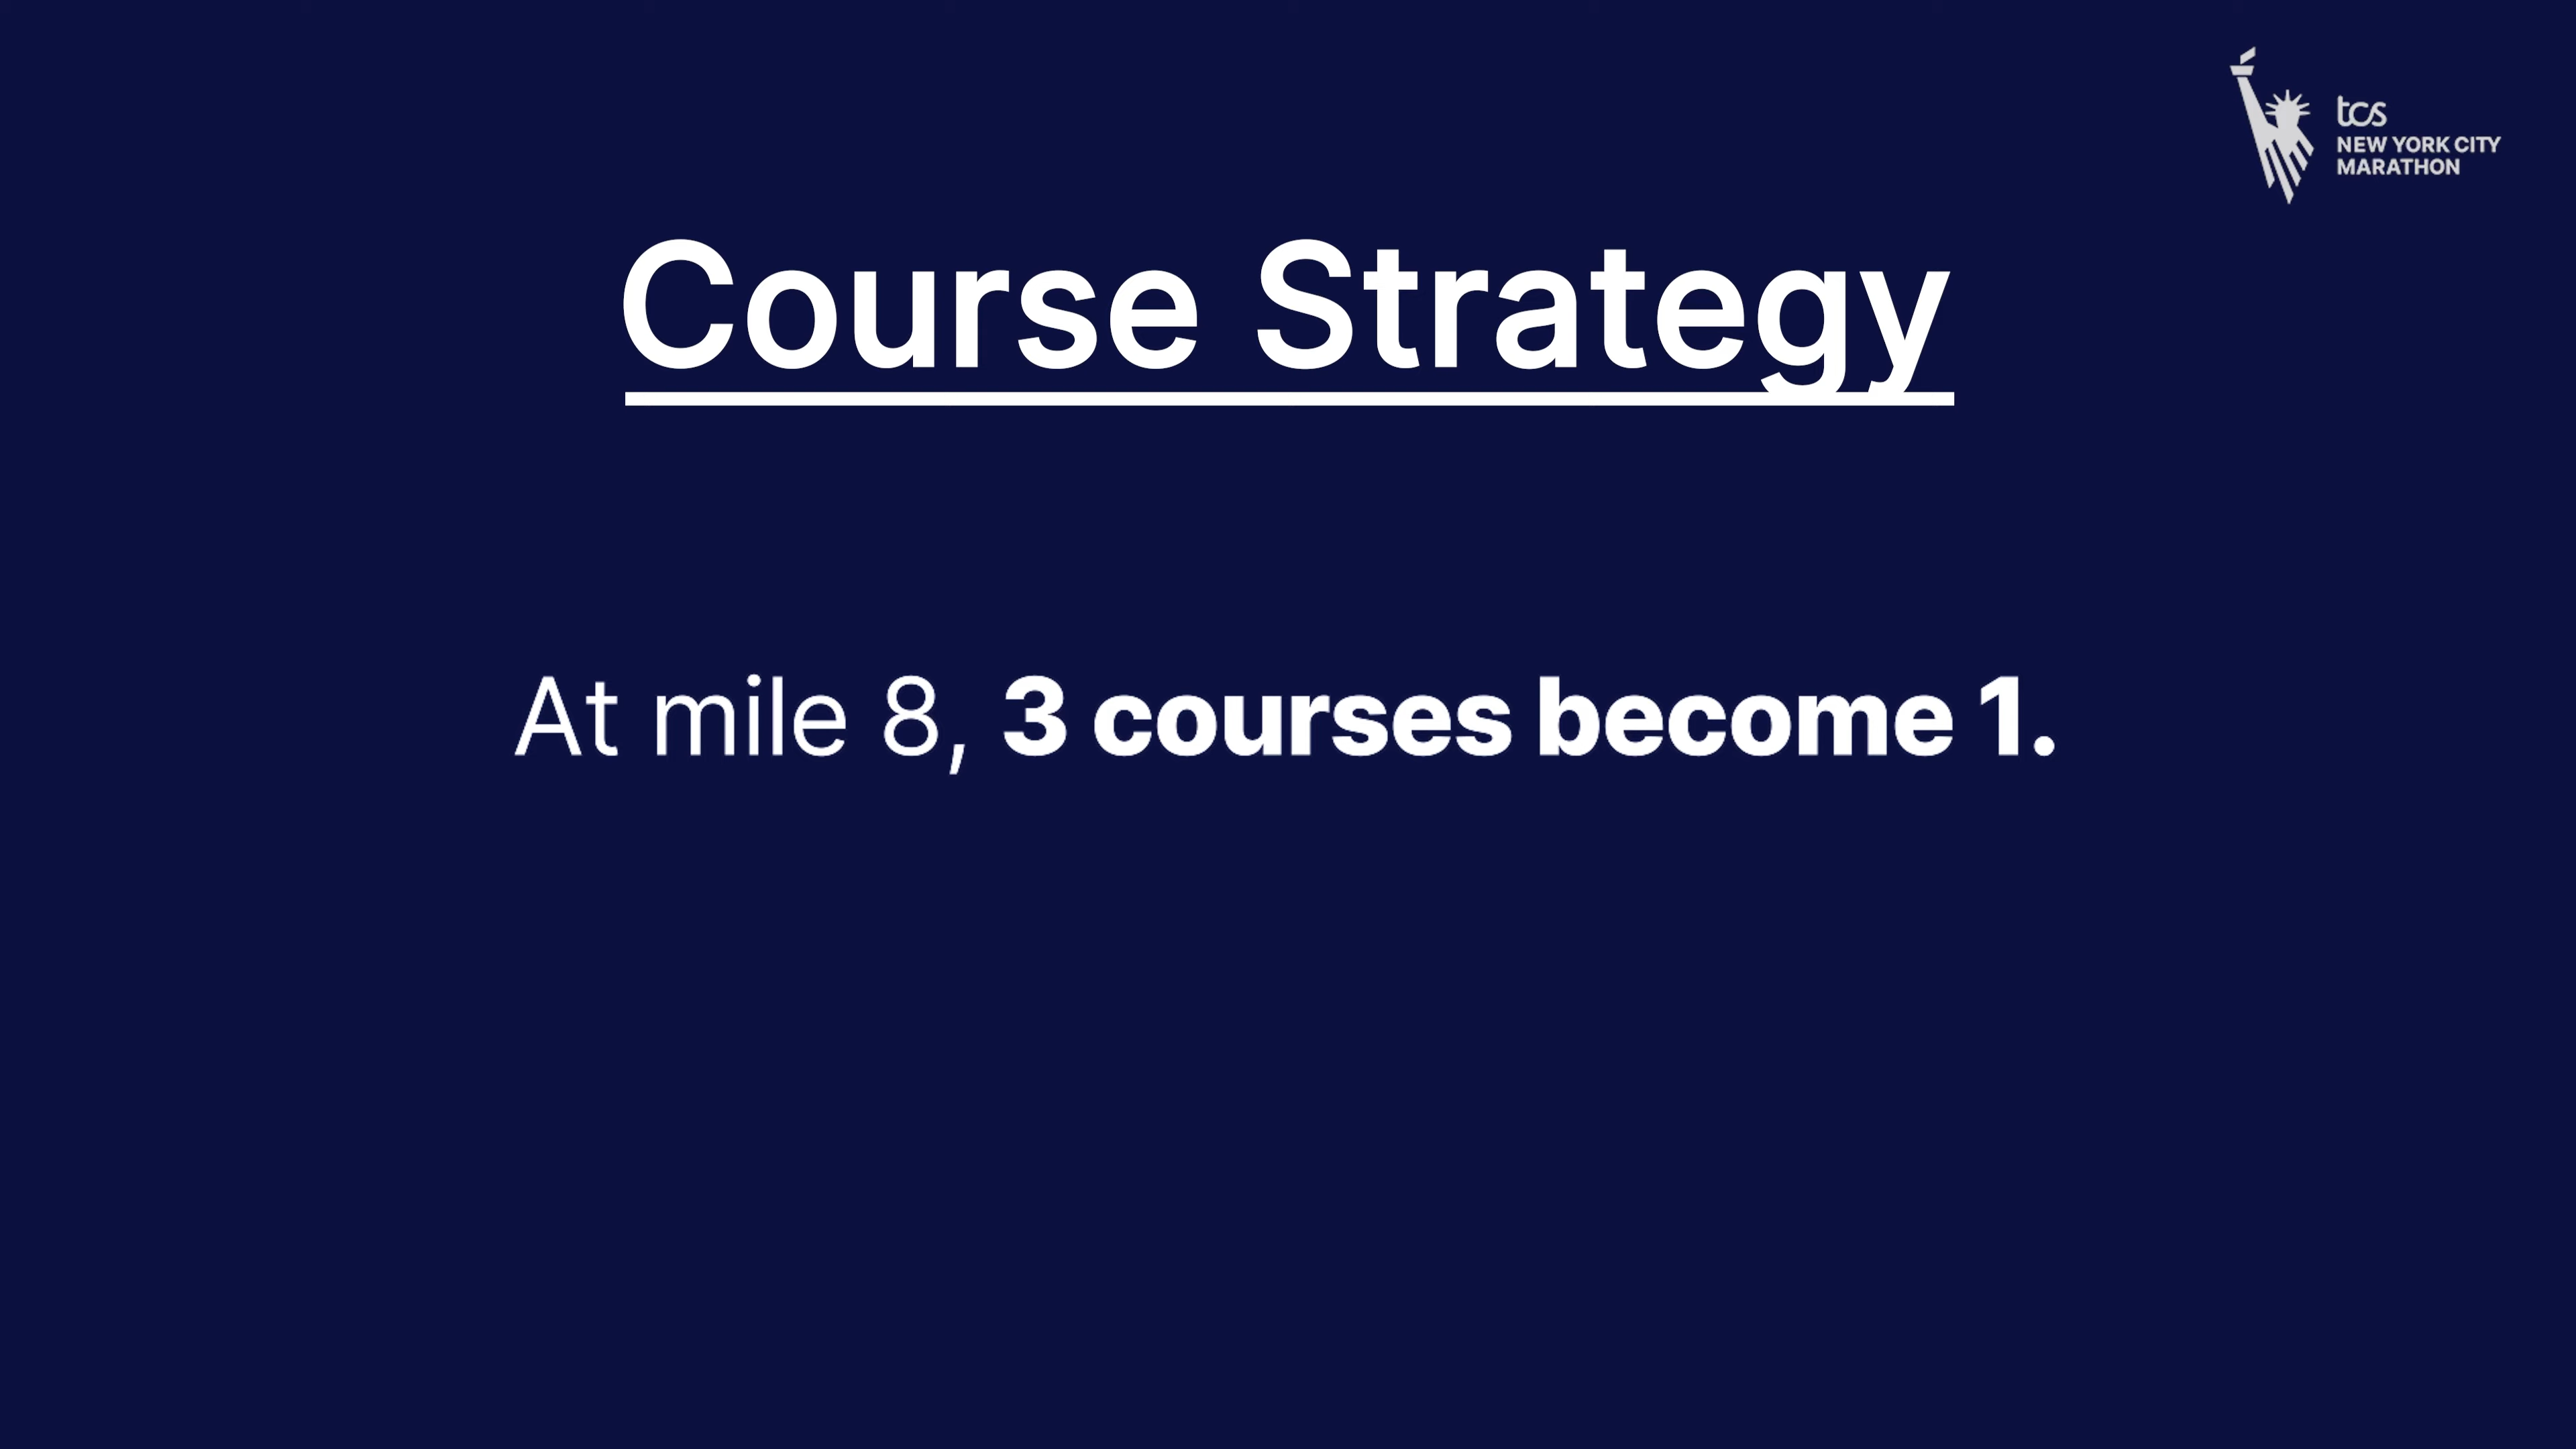 tcs
NEW YORK CITY
MARATHON
Course Strategy
At mile 8, 3 courses become 1.